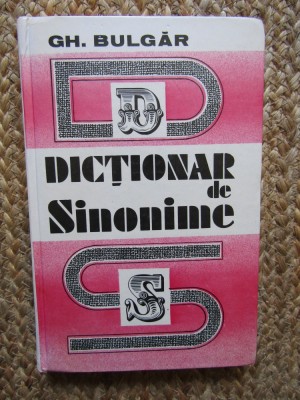 GH. BULGĂR
D
DICȚIONAR
de
Sinonime
S